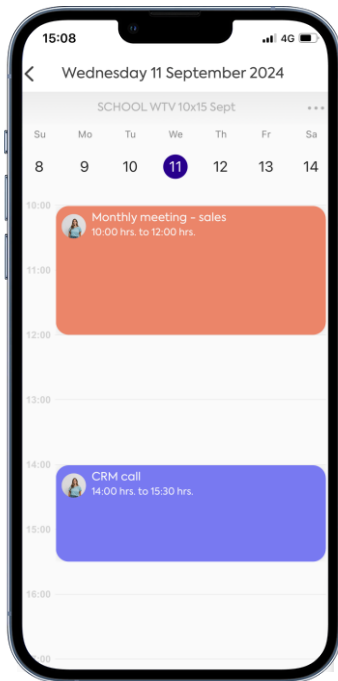 15:08
4G
Wednesday 11 September 2024
SCHOOL WTV 10x15 Sept
Su Mo Tu We Th Fr Sa
8 9 10 11 12 13 14
10:00
Monthly meeting - sales
10:00 hrs. to 12:00 hrs.
11:00
12:00
13:00
14:00
CRM call
14:00 hrs. to 15:30 hrs.
15:00
16:00